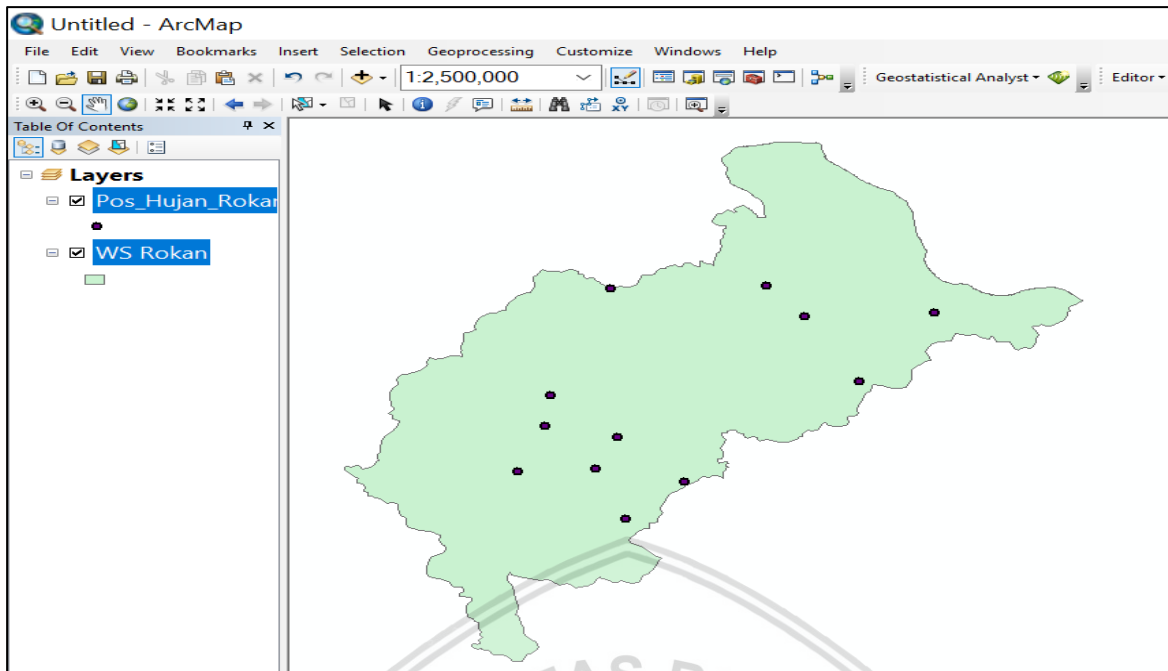 Untitled - ArcMap
File Edit View Bookmarks Insert Selection Geoprocessing Customize Windows Help
1:2,500,000 Geostatistical Analyst Editor
Table Of Contents
Layers
Pos_Hujan_Rokan
WS Rokan
TAS